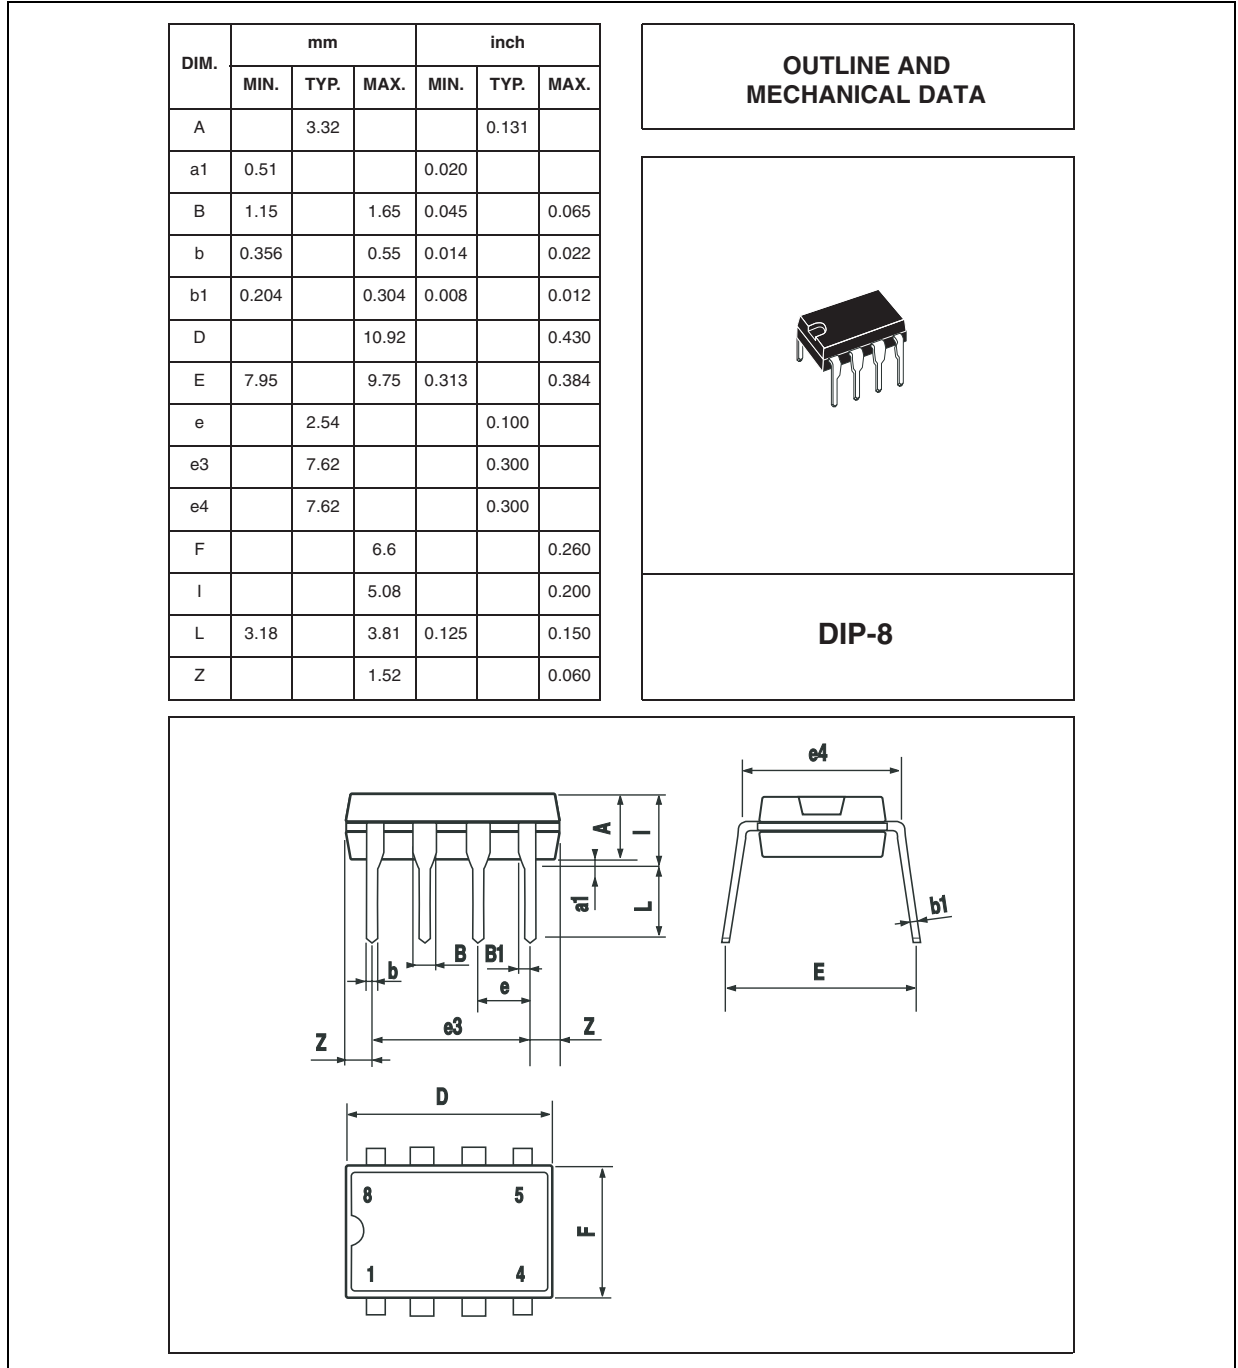 DIM. mm inch
MIN. TYP. MAX. MIN. TYP. MAX.
A 3.32 0.131
a1 0.51 0.020
B 1.15 1.65 0.045 0.065
b 0.356 0.55 0.014 0.022
b1 0.204 0.304 0.008 0.012
D 10.92 0.430
E 7.95 9.75 0.313 0.384
e 2.54 0.100
e3 7.62 0.300
e4 7.62 0.300
F 6.6 0.260
I 5.08 0.200
L 3.18 3.81 0.125 0.150
Z 1.52 0.060
OUTLINE AND
MECHANICAL DATA
DIP-8
e4
A I
a1 L
b1
b B B1
e
E
e3
Z Z
D
8 5
F
1 4